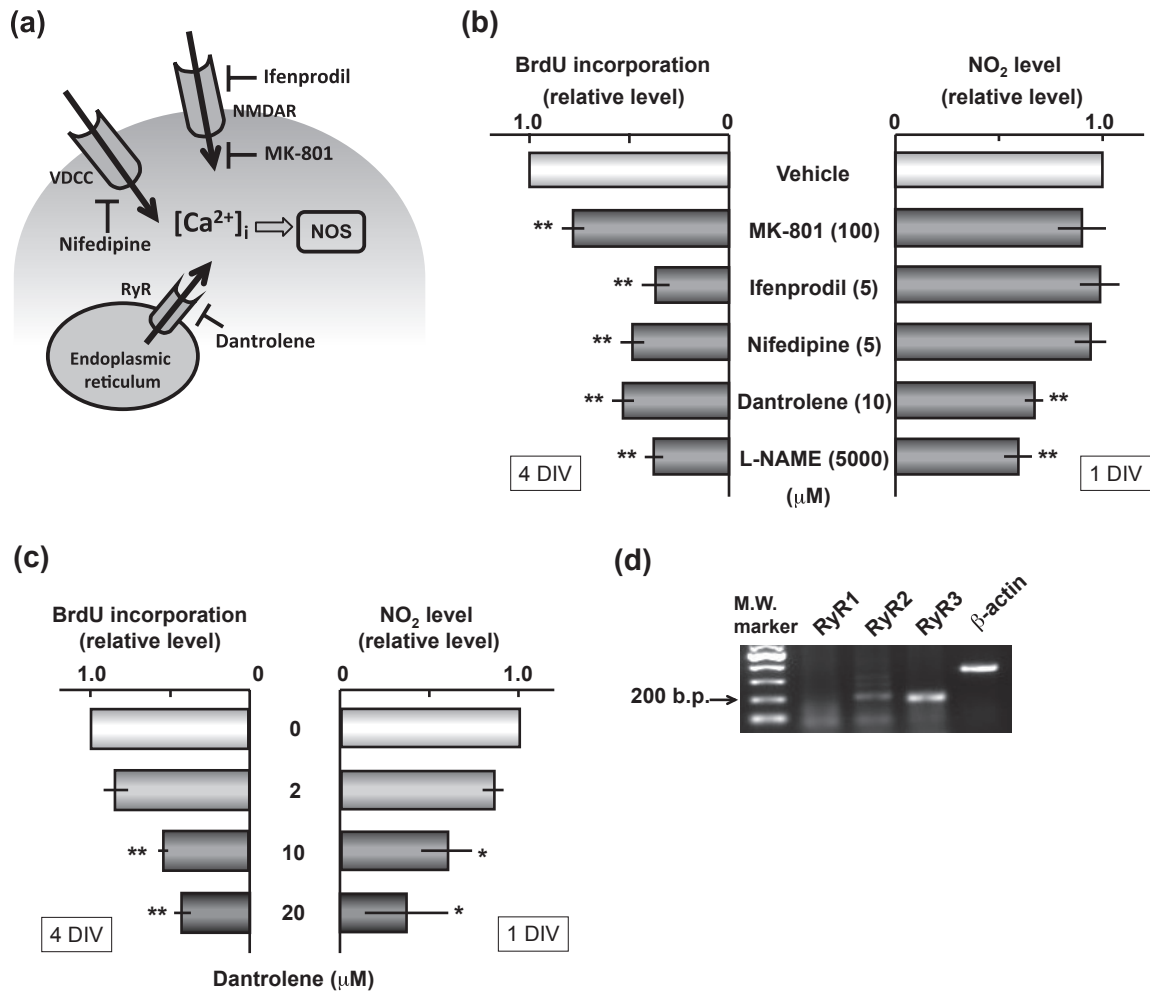 (a)
Ifenprodil
NMDAR
MK-801
VDCC
[Ca²⁺]ᵢ
NOS
Nifedipine
RyR
Dantrolene
Endoplasmic
reticulum
(b)
BrdU incorporation
(relative level)
NO₂ level
(relative level)
1.0 0
0 1.0
Vehicle
** MK-801 (100)
** Ifenprodil (5)
** Nifedipine (5)
** Dantrolene (10) **
** L-NAME (5000) **
(μM)
4 DIV
1 DIV
(c)
BrdU incorporation
(relative level)
NO₂ level
(relative level)
1.0 0
0 1.0
0
2
** 10 *
** 20 *
4 DIV
1 DIV
Dantrolene (μM)
(d)
M.W.
marker
RyR1
RyR2
RyR3
β-actin
200 b.p.